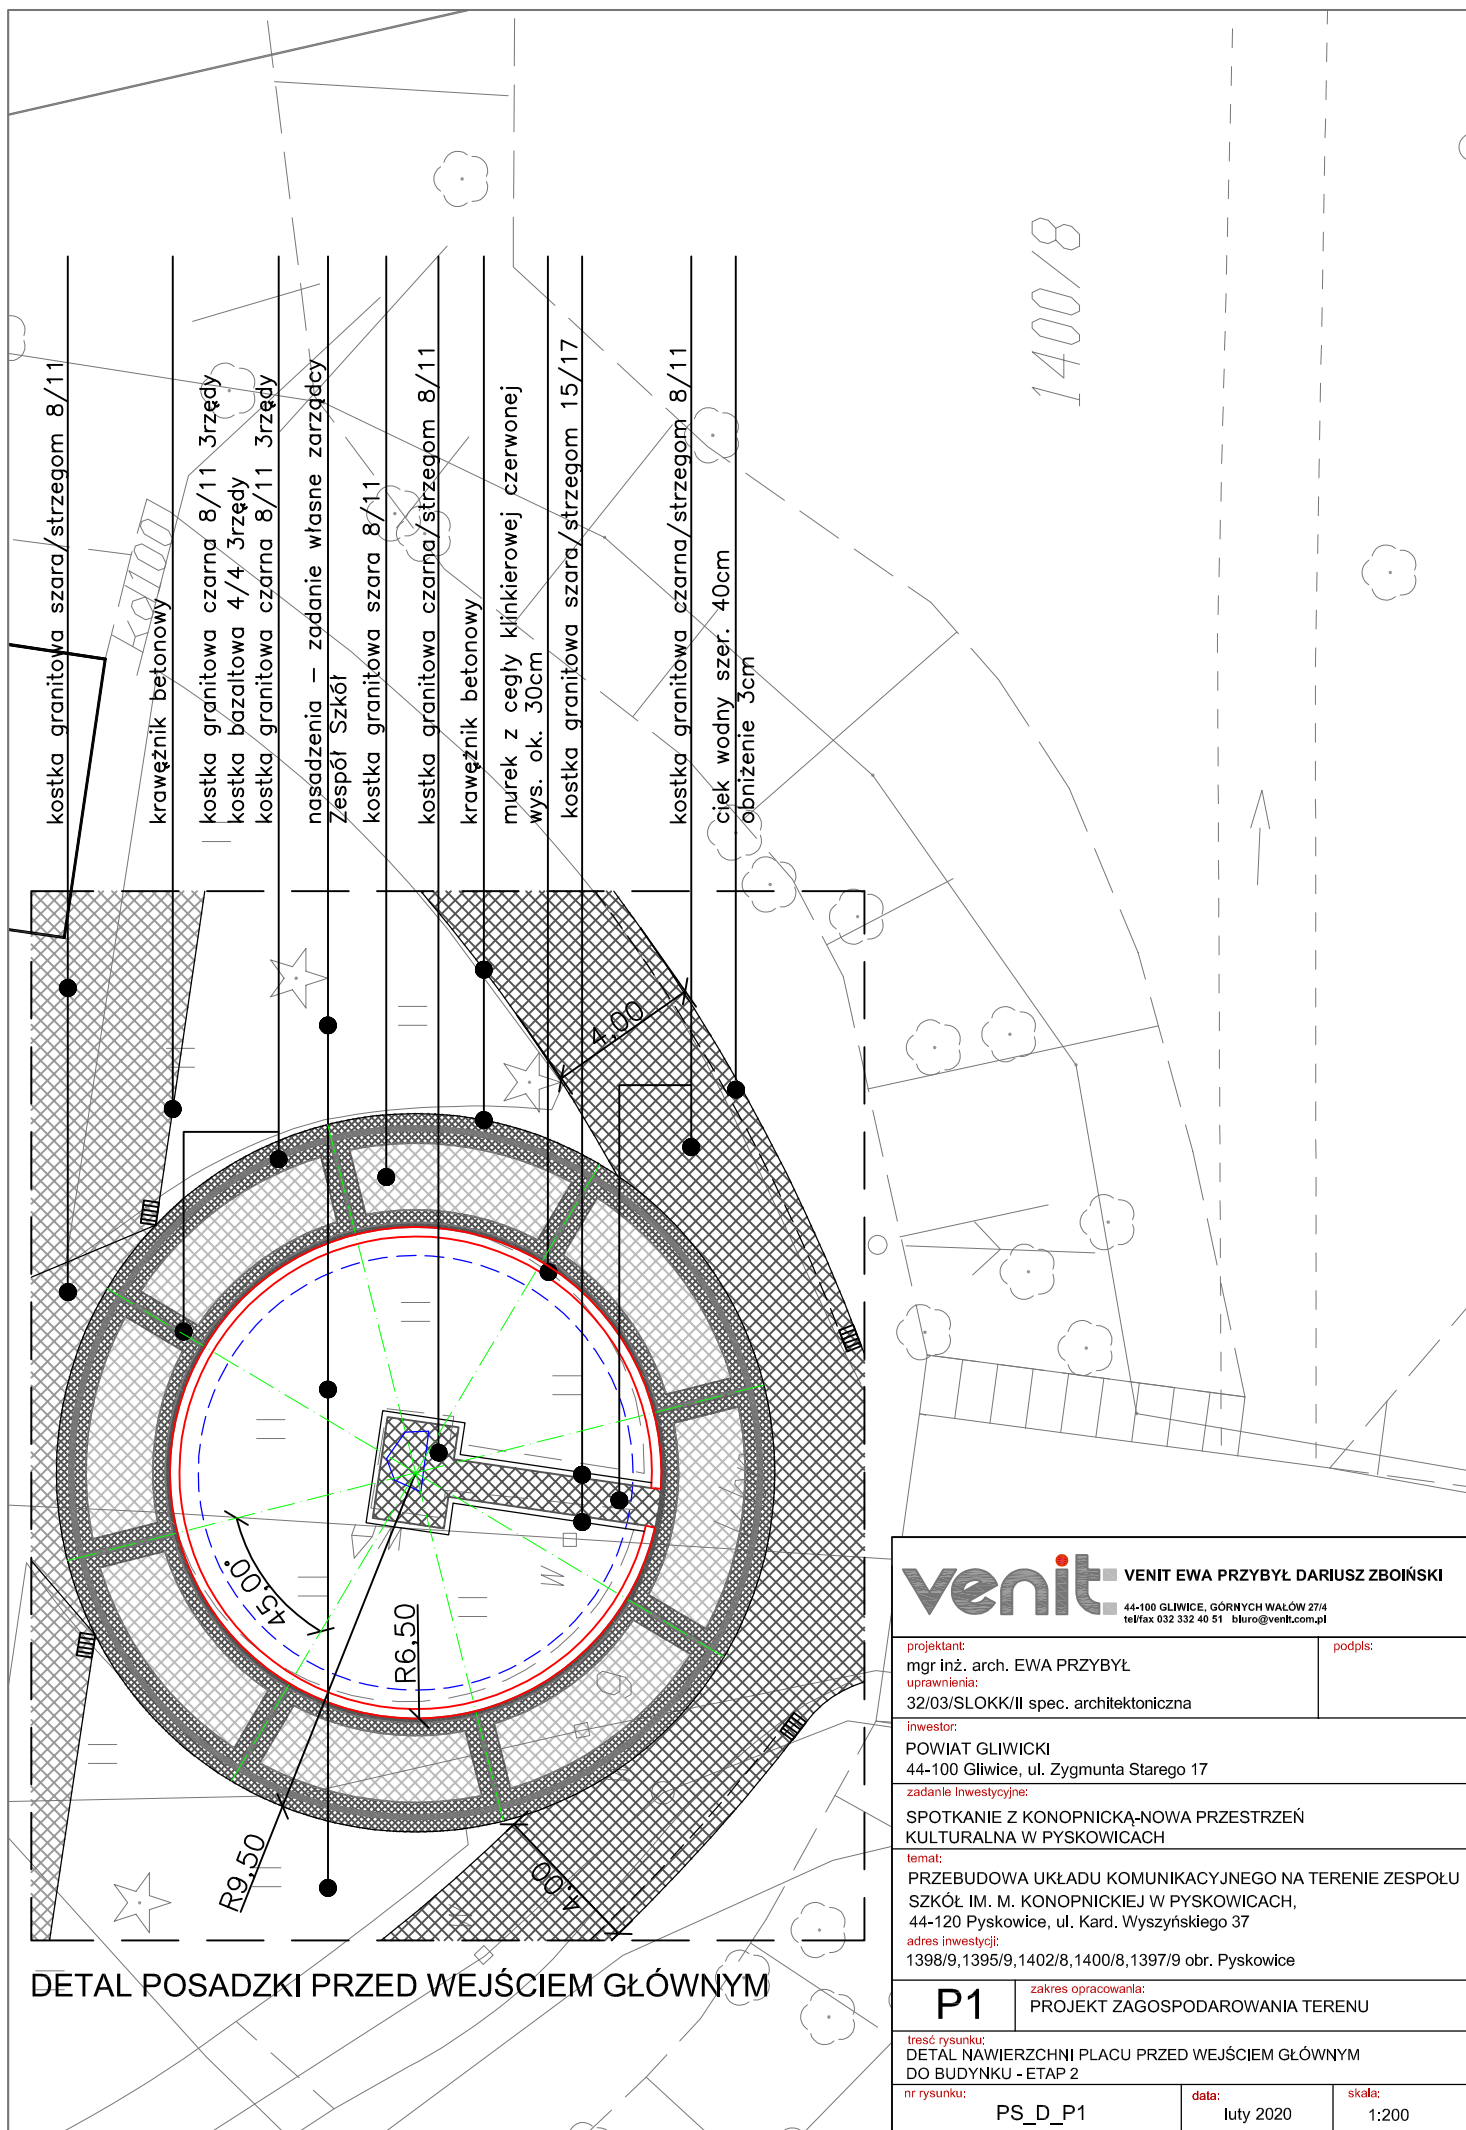 1400/8
kostka granitowa szara/strzegom 8/11
krawężnik betonowy
kostka granitowa czarna 8/11 3rzędy
kostka bazaltowa 4/4 3rzędy
kostka granitowa czarna 8/11 3rzędy
nasadzenia – zadanie własne zarządcy
Zespół Szkół
kostka granitowa szara 8/11
kostka granitowa czarna/strzegom 8/11
krawężnik betonowy
murek z cegły klinkierowej czerwonej
wys. ok. 30cm
kostka granitowa szara/strzegom 15/17
kostka granitowa czarna/strzegom 8/11
ciek wodny szer. 40cm
obniżenie 3cm
4,00
45,00°
R6,50
R9,50
4,00
DETAL POSADZKI PRZED WEJŚCIEM GŁÓWNYM
venit
VENIT EWA PRZYBYŁ DARIUSZ ZBOIŃSKI
44-100 GLIWICE, GÓRNYCH WAŁÓW 27/4
tel/fax 032 332 40 51 biuro@venit.com.pl
projektant:
mgr inż. arch. EWA PRZYBYŁ
uprawnienia:
32/03/SLOKK/II spec. architektoniczna
podpis:
inwestor:
POWIAT GLIWICKI
44-100 Gliwice, ul. Zygmunta Starego 17
zadanie inwestycyjne:
SPOTKANIE Z KONOPNICKĄ-NOWA PRZESTRZEŃ
KULTURALNA W PYSKOWICACH
temat:
PRZEBUDOWA UKŁADU KOMUNIKACYJNEGO NA TERENIE ZESPOŁU
SZKÓŁ IM. M. KONOPNICKIEJ W PYSKOWICACH,
44-120 Pyskowice, ul. Kard. Wyszyńskiego 37
adres inwestycji:
1398/9,1395/9,1402/8,1400/8,1397/9 obr. Pyskowice
P1
zakres opracowania:
PROJEKT ZAGOSPODAROWANIA TERENU
treść rysunku:
DETAL NAWIERZCHNI PLACU PRZED WEJŚCIEM GŁÓWNYM
DO BUDYNKU - ETAP 2
nr rysunku:
PS_D_P1
data:
luty 2020
skala:
1:200